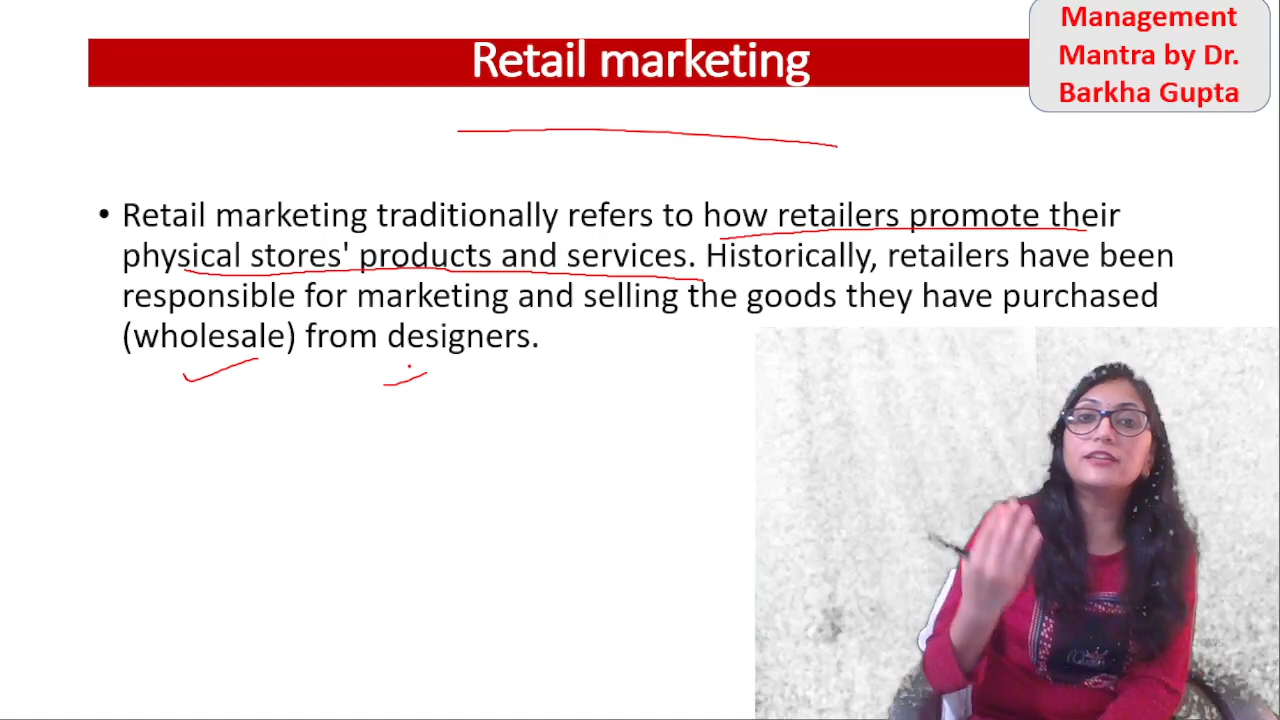 Retail marketing
Management
Mantra by Dr.
Barkha Gupta
• Retail marketing traditionally refers to how retailers promote their
physical stores' products and services. Historically, retailers have been
responsible for marketing and selling the goods they have purchased
(wholesale) from designers.